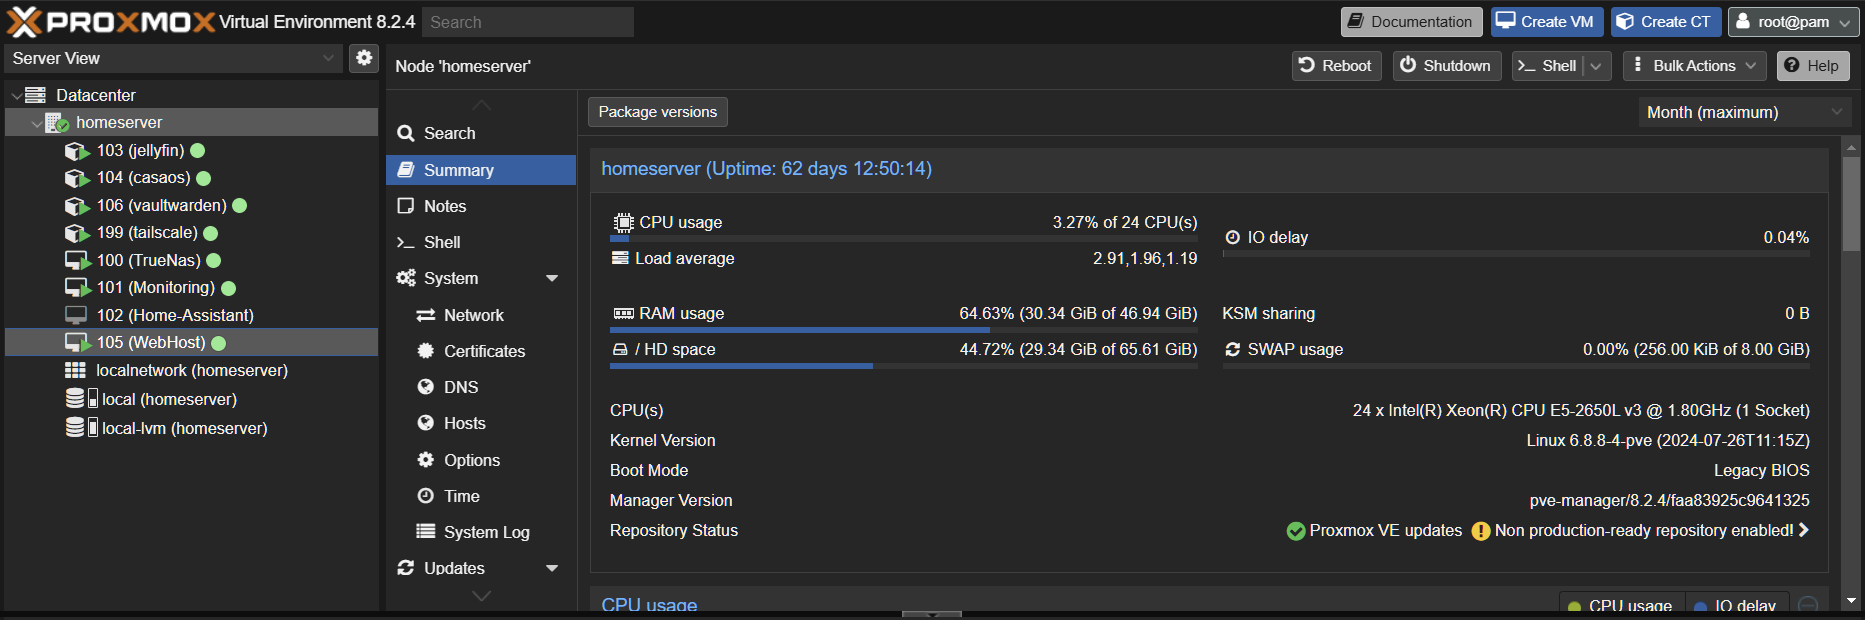 PROXMOX Virtual Environment 8.2.4 Search Documentation Create VM Create CT root@pam
Server View
Datacenter
homeserver
103 (jellyfin)
104 (casaos)
106 (vaultwarden)
199 (tailscale)
100 (TrueNas)
101 (Monitoring)
102 (Home-Assistant)
105 (WebHost)
localnetwork (homeserver)
local (homeserver)
local-lvm (homeserver)
Node 'homeserver' Reboot Shutdown Shell Bulk Actions Help
Search
Summary
Notes
Shell
System
Network
Certificates
DNS
Hosts
Options
Time
System Log
Updates
Package versions Month (maximum)
homeserver (Uptime: 62 days 12:50:14)
CPU usage 3.27% of 24 CPU(s)
IO delay 0.04%
Load average 2.91,1.96,1.19
RAM usage 64.63% (30.34 GiB of 46.94 GiB)
KSM sharing 0 B
/ HD space 44.72% (29.34 GiB of 65.61 GiB)
SWAP usage 0.00% (256.00 KiB of 8.00 GiB)
CPU(s) 24 x Intel(R) Xeon(R) CPU E5-2650L v3 @ 1.80GHz (1 Socket)
Kernel Version Linux 6.8.8-4-pve (2024-07-26T11:15Z)
Boot Mode Legacy BIOS
Manager Version pve-manager/8.2.4/faa83925c9641325
Repository Status Proxmox VE updates Non production-ready repository enabled!
CPU usage CPU usage IO delay